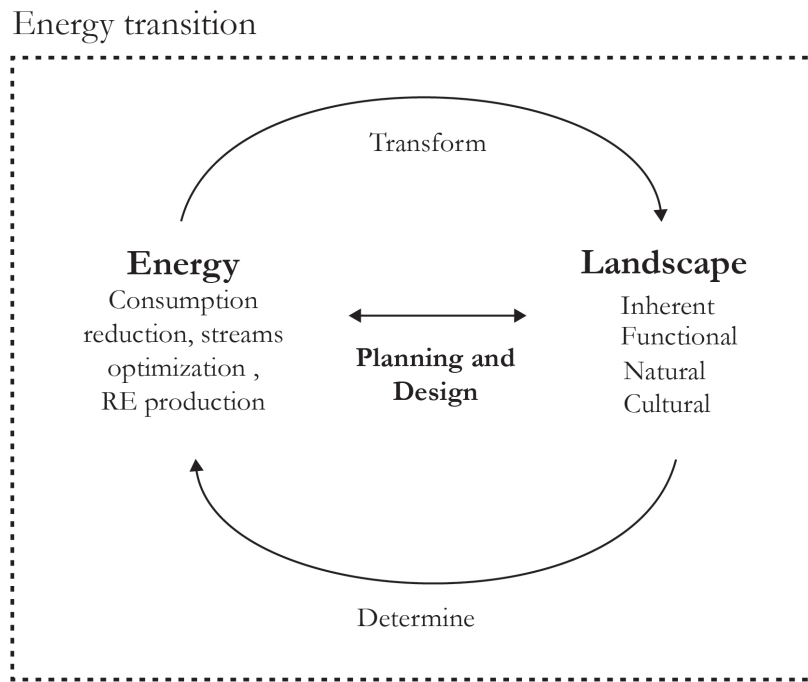 Energy transition
Transform
Energy
Consumption
reduction, streams
optimization ,
RE production
Planning and
Design
Landscape
Inherent
Functional
Natural
Cultural
Determine